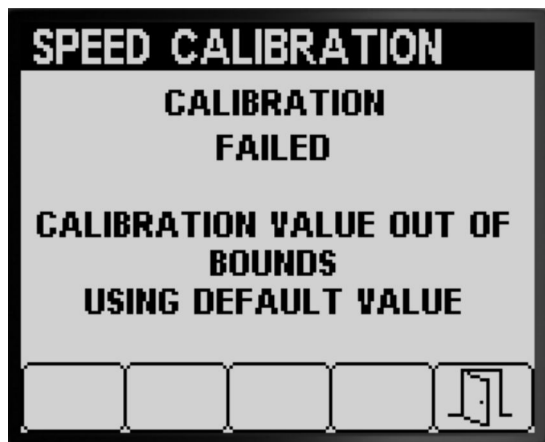 SPEED CALIBRATION
CALIBRATION
FAILED
CALIBRATION VALUE OUT OF
BOUNDS
USING DEFAULT VALUE